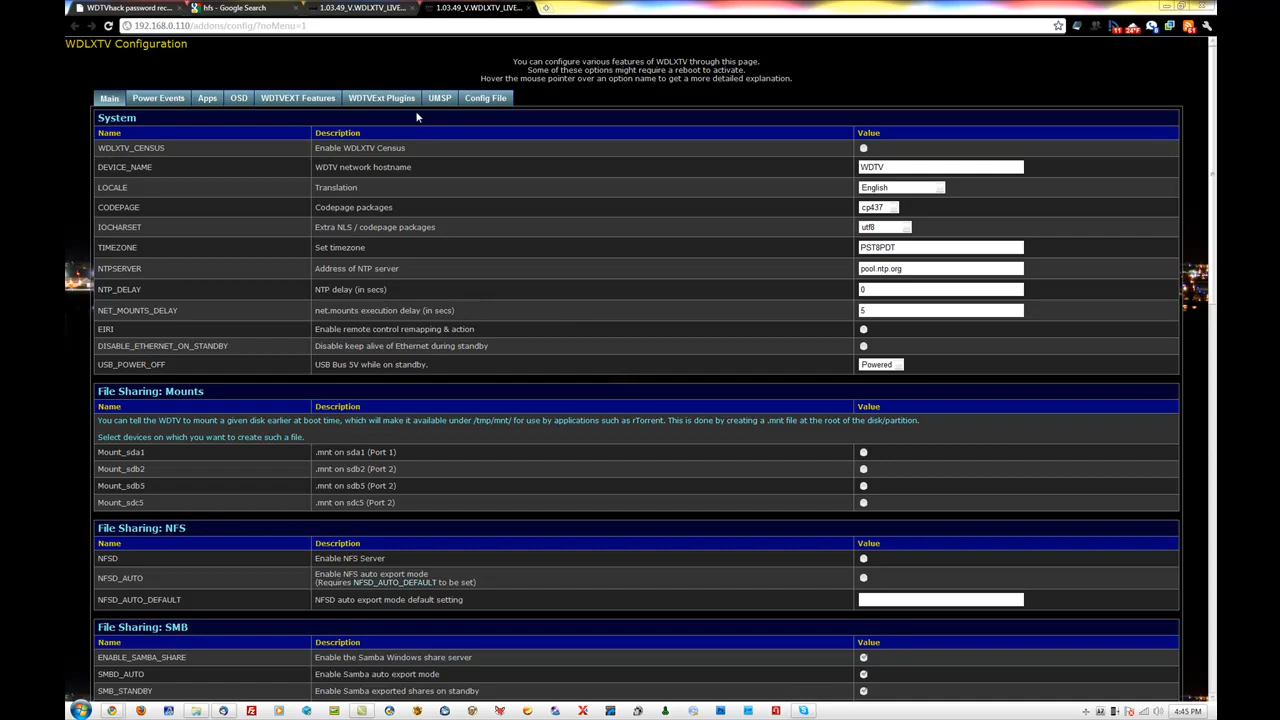 WDTVhack password rec...
hfs - Google Search
1.03.49_V.WDLXTV_LIVE...
1.03.49_V.WDLXTV_LIVE...
192.168.0.110/addons/config/?noMenu=1
WDLXTV Configuration
You can configure various features of WDLXTV through this page.
Some of these options might require a reboot to activate.
Hover the mouse pointer over an option name to get a more detailed explanation.
Main Power Events Apps OSD WDTVEXT Features WDTVExt Plugins UMSP Config File
System
Name Description Value
WDLXTV_CENSUS Enable WDLXTV Census
DEVICE_NAME WDTV network hostname WDTV
LOCALE Translation English
CODEPAGE Codepage packages cp437
IOCHARSET Extra NLS / codepage packages utf8
TIMEZONE Set timezone PST8PDT
NTPSERVER Address of NTP server pool.ntp.org
NTP_DELAY NTP delay (in secs) 0
NET_MOUNTS_DELAY net.mounts execution delay (in secs) 5
EIRI Enable remote control remapping & action
DISABLE_ETHERNET_ON_STANDBY Disable keep alive of Ethernet during standby
USB_POWER_OFF USB Bus 5V while on standby. Powered
File Sharing: Mounts
Name Description Value
You can tell the WDTV to mount a given disk earlier at boot time, which will make it available under /tmp/mnt/ for use by applications such as rTorrent. This is done by creating a .mnt file at the root of the disk/partition.
Select devices on which you want to create such a file.
Mount_sda1 .mnt on sda1 (Port 1)
Mount_sdb2 .mnt on sdb2 (Port 2)
Mount_sdb5 .mnt on sdb5 (Port 2)
Mount_sdc5 .mnt on sdc5 (Port 2)
File Sharing: NFS
Name Description Value
NFSD Enable NFS Server
NFSD_AUTO Enable NFS auto export mode
(Requires NFSD_AUTO_DEFAULT to be set)
NFSD_AUTO_DEFAULT NFSD auto export mode default setting
File Sharing: SMB
Name Description Value
ENABLE_SAMBA_SHARE Enable the Samba Windows share server
SMBD_AUTO Enable Samba auto export mode
SMB_STANDBY Enable Samba exported shares on standby
4:45 PM